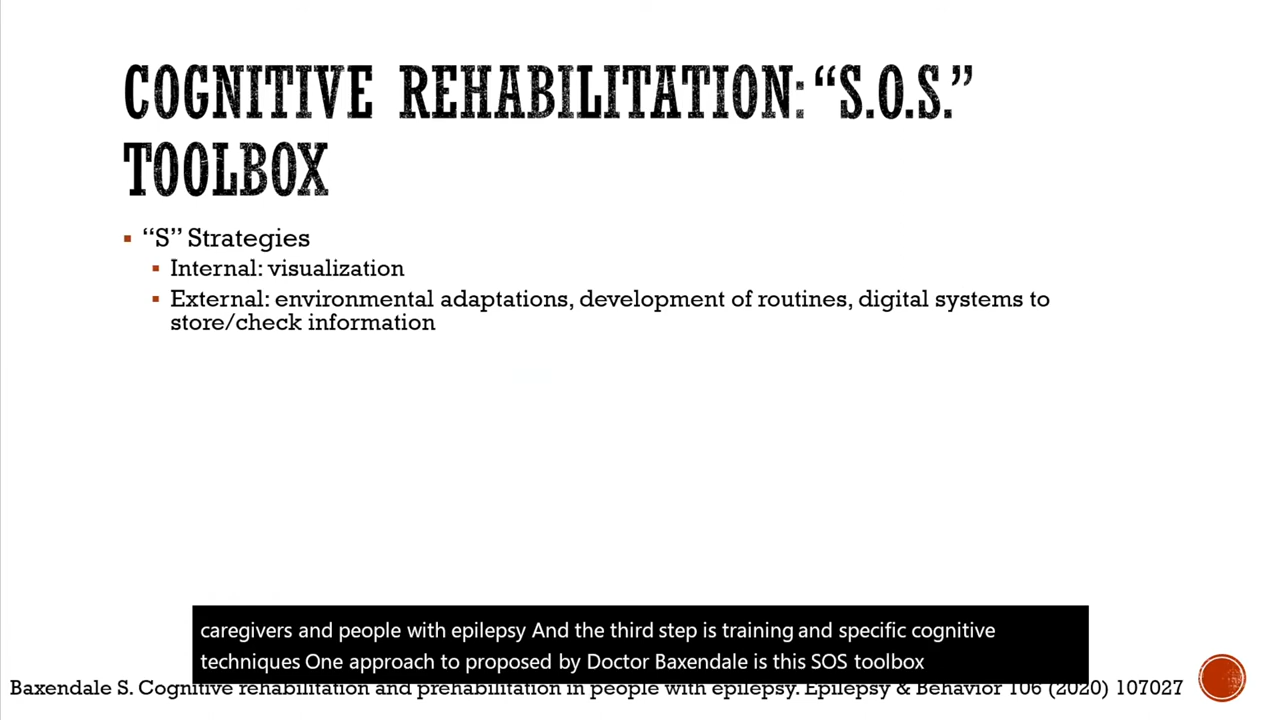 COGNITIVE REHABILITATION: “S.O.S.”
TOOLBOX
“S” Strategies
Internal: visualization
External: environmental adaptations, development of routines, digital systems to
store/check information
caregivers and people with epilepsy And the third step is training and specific cognitive
techniques One approach to proposed by Doctor Baxendale is this SOS toolbox
Baxendale S. Cognitive rehabilitation and prehabilitation in people with epilepsy. Epilepsy & Behavior 106 (2020) 107027